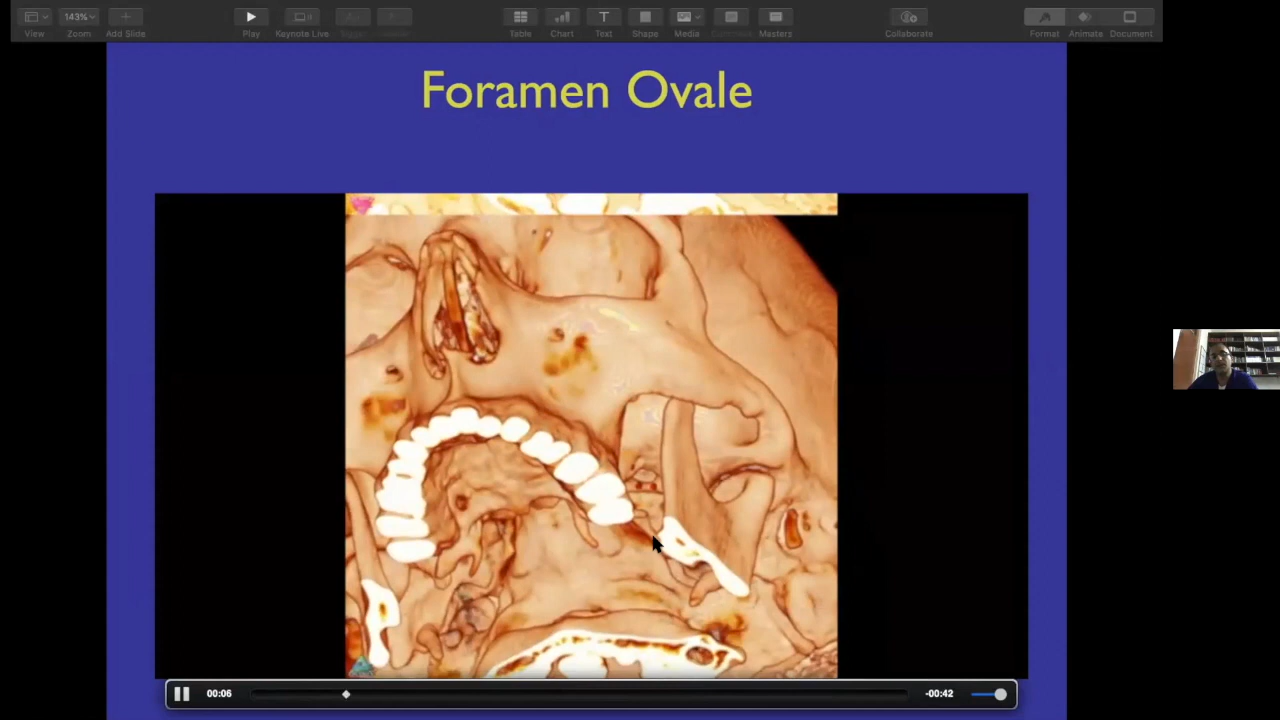 143%
View
Zoom
Add Slide
Play
Keynote Live
Table
Chart
Text
Shape
Media
Masters
Collaborate
Format
Animate
Document
Foramen Ovale
00:06
-00:42